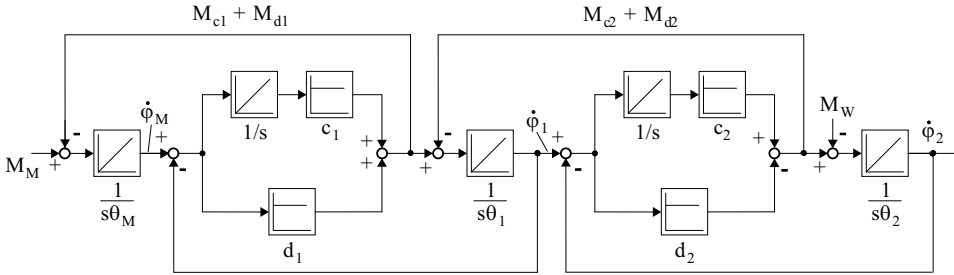 M_c1 + M_d1
M_c2 + M_d2
M_M
+
-
φ̇_M
+
-
1/s
c_1
+
+
+
-
φ̇_1
+
-
1/s
c_2
+
-
M_W
-
+
φ̇_2
1
sθ_M
d_1
1
sθ_1
d_2
1
sθ_2